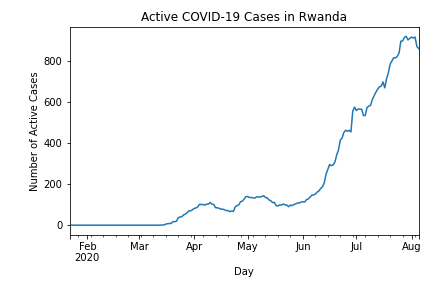 Active COVID-19 Cases in Rwanda
Number of Active Cases
800
600
400
200
0
Feb Mar Apr May Jun Jul Aug
2020
Day